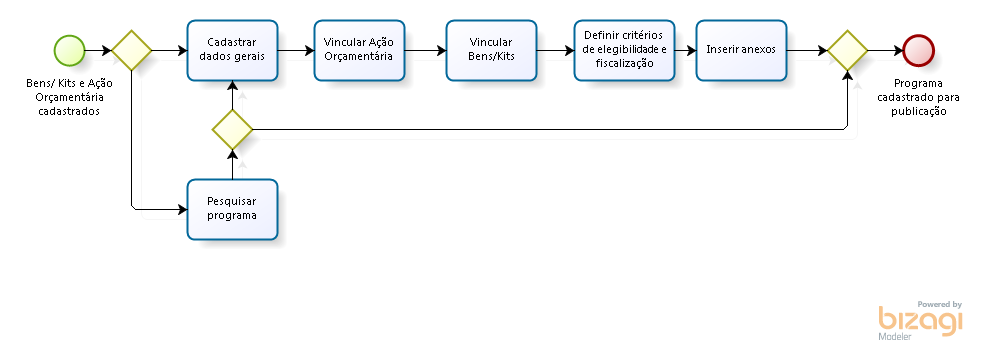 Bens/ Kits e Ação
Orçamentária
cadastrados
Cadastrar
dados gerais
Vincular Ação
Orçamentária
Vincular
Bens/Kits
Definir critérios
de elegibilidade e
fiscalização
Inserir anexos
Programa
cadastrado para
publicação
Pesquisar
programa
Powered by
bizagi
Modeler